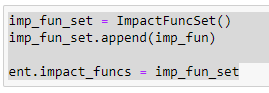 imp_fun_set = ImpactFuncSet()
imp_fun_set.append(imp_fun)
ent.impact_funcs = imp_fun_set